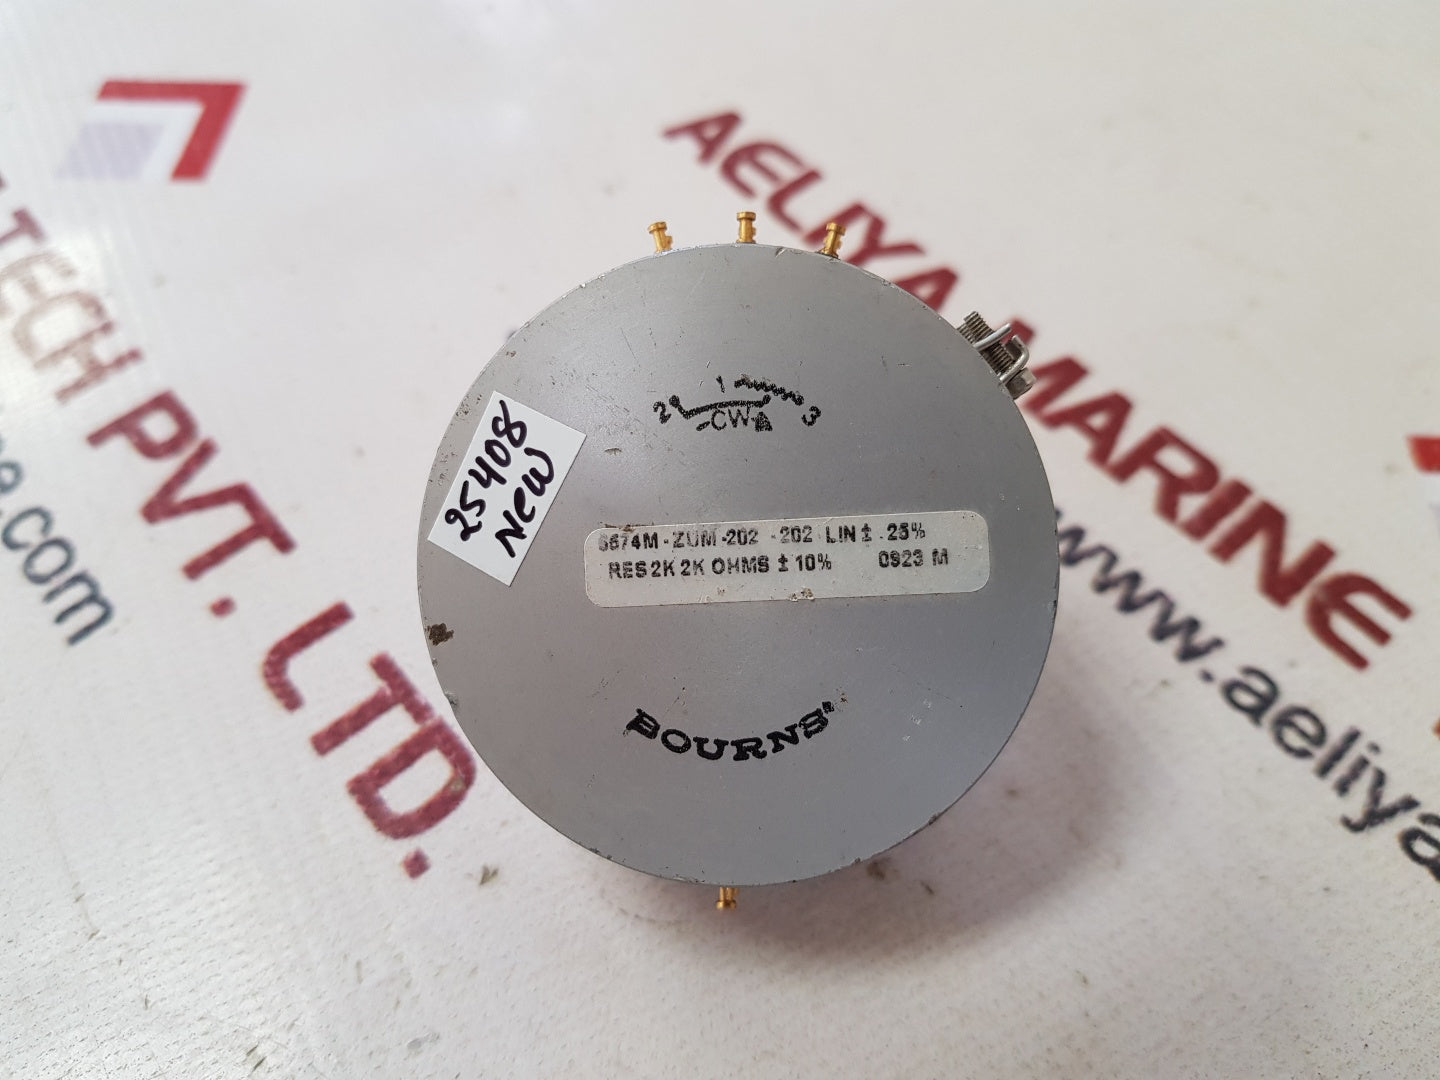 AELIYA MARINE
TECH PVT. LTD.
www.aeliya
e.com
25408
New
2 1 3
CW
6674M-ZUM-202 -202 LIN ± .25%
RES 2K 2K OHMS ± 10% 0923 M
BOURNS®